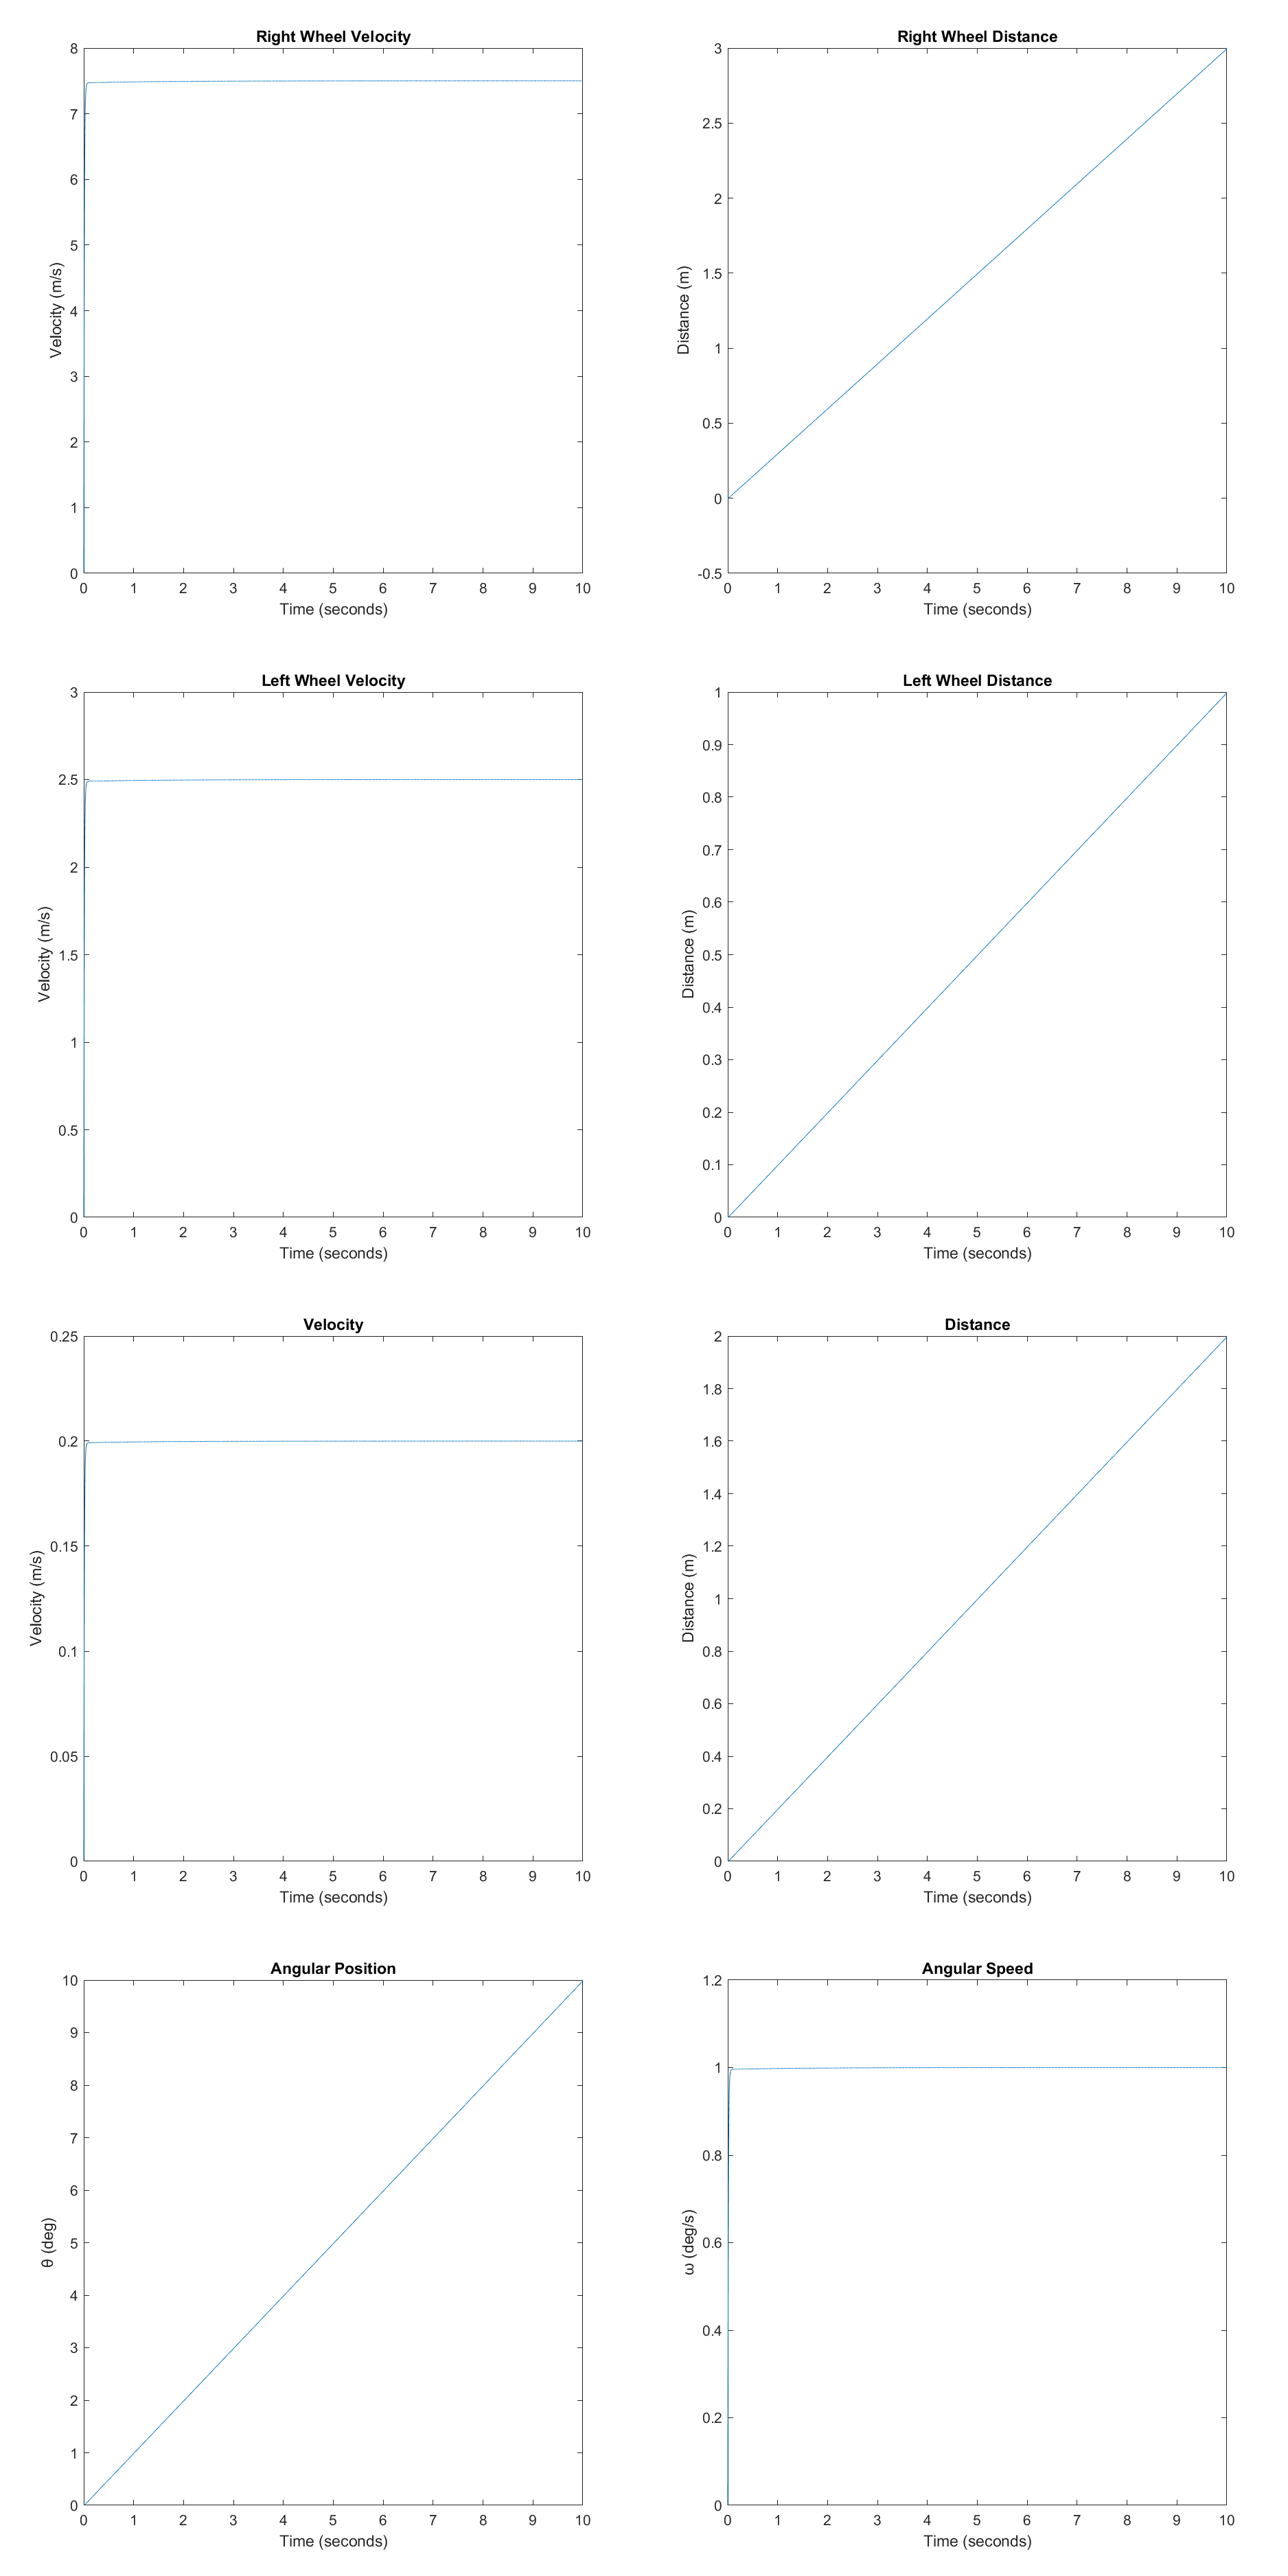 Right Wheel Velocity
8
7
6
5
4
3
2
1
0
Velocity (m/s)
0 1 2 3 4 5 6 7 8 9 10
Time (seconds)
Right Wheel Distance
3
2.5
2
1.5
1
0.5
0
-0.5
Distance (m)
0 1 2 3 4 5 6 7 8 9 10
Time (seconds)
Left Wheel Velocity
3
2.5
2
1.5
1
0.5
0
Velocity (m/s)
0 1 2 3 4 5 6 7 8 9 10
Time (seconds)
Left Wheel Distance
1
0.9
0.8
0.7
0.6
0.5
0.4
0.3
0.2
0.1
0
Distance (m)
0 1 2 3 4 5 6 7 8 9 10
Time (seconds)
Velocity
0.25
0.2
0.15
0.1
0.05
0
Velocity (m/s)
0 1 2 3 4 5 6 7 8 9 10
Time (seconds)
Distance
2
1.8
1.6
1.4
1.2
1
0.8
0.6
0.4
0.2
0
Distance (m)
0 1 2 3 4 5 6 7 8 9 10
Time (seconds)
Angular Position
10
9
8
7
6
5
4
3
2
1
0
θ (deg)
0 1 2 3 4 5 6 7 8 9 10
Time (seconds)
Angular Speed
1.2
1
0.8
0.6
0.4
0.2
0
ω (deg/s)
0 1 2 3 4 5 6 7 8 9 10
Time (seconds)